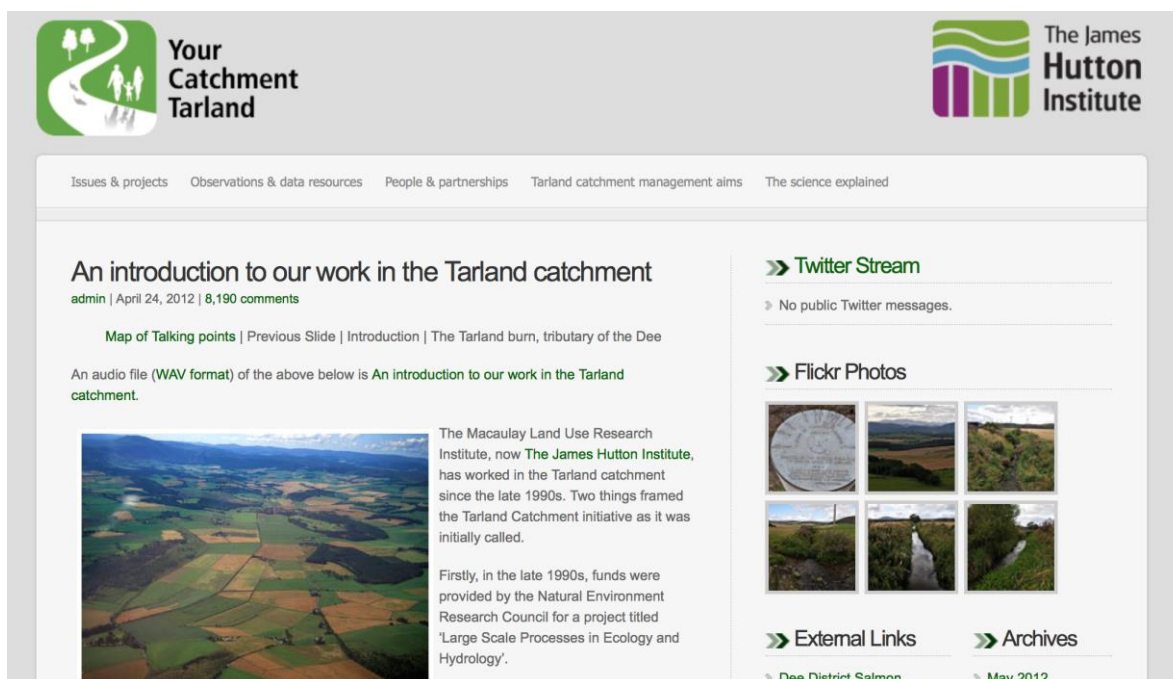 Your
Catchment
Tarland
The James
Hutton
Institute
Issues & projects Observations & data resources People & partnerships Tarland catchment management aims The science explained
An introduction to our work in the Tarland catchment
admin | April 24, 2012 | 8,190 comments
Map of Talking points | Previous Slide | Introduction | The Tarland burn, tributary of the Dee
An audio file (WAV format) of the above below is An introduction to our work in the Tarland
catchment.
The Macaulay Land Use Research
Institute, now The James Hutton Institute,
has worked in the Tarland catchment
since the late 1990s. Two things framed
the Tarland Catchment initiative as it was
initially called.
Firstly, in the late 1990s, funds were
provided by the Natural Environment
Research Council for a project titled
'Large Scale Processes in Ecology and
Hydrology'.
Twitter Stream
No public Twitter messages.
Flickr Photos
External Links
Dee District Salmon
Archives
May 2012